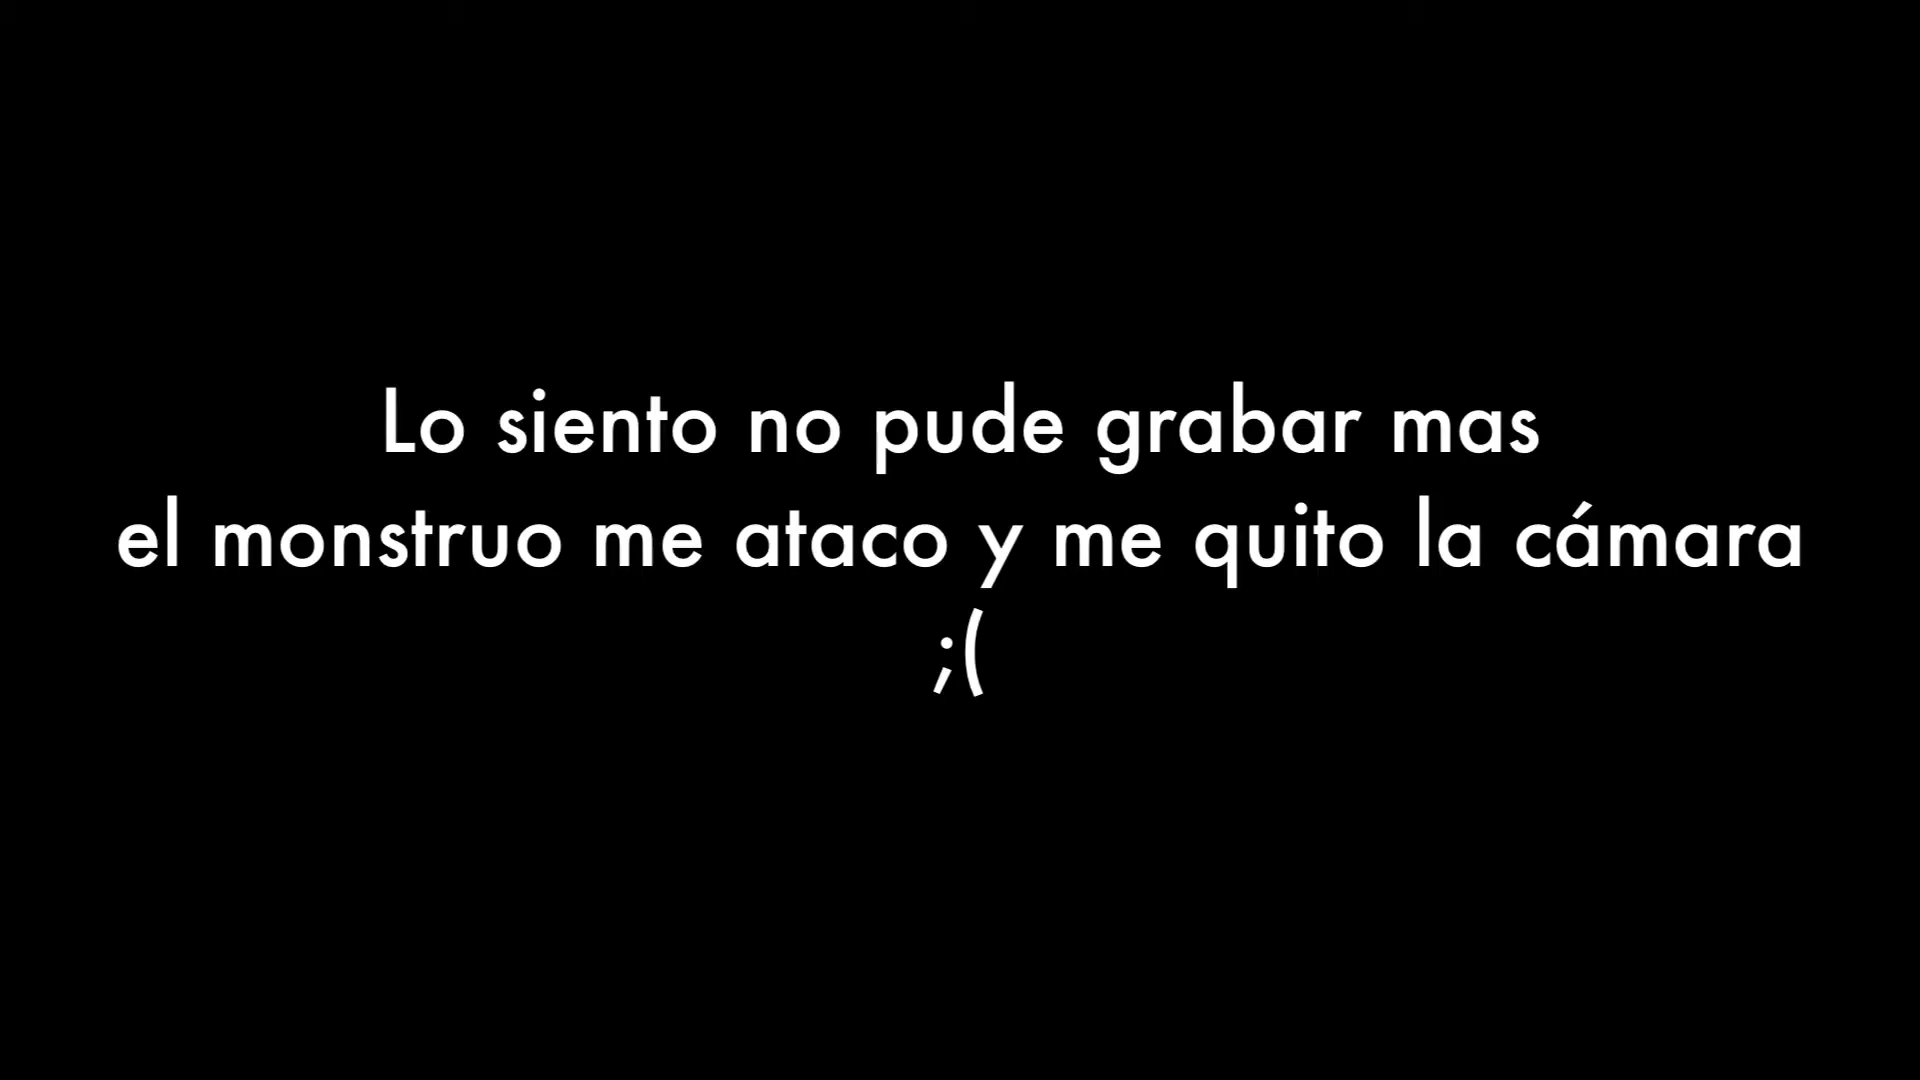 Lo siento no pude grabar mas
el monstruo me ataco y me quito la cámara
;(